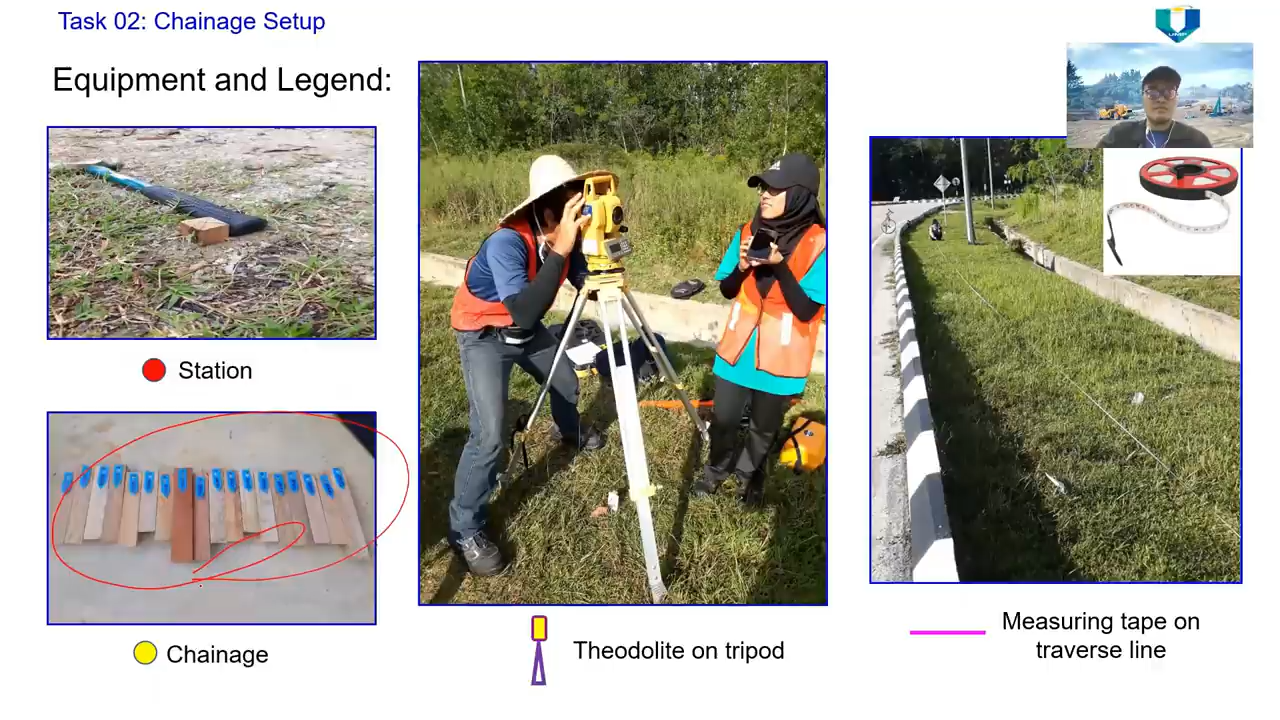 Task 02: Chainage Setup
Equipment and Legend:
Station
Chainage
Theodolite on tripod
Measuring tape on
traverse line